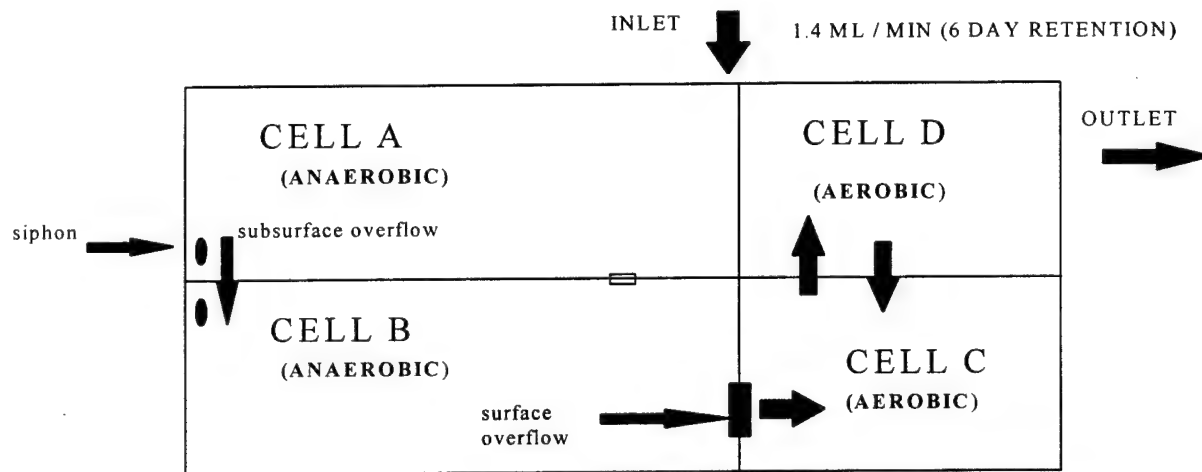 INLET
1.4 ML / MIN (6 DAY RETENTION)
CELL A
(ANAEROBIC)
CELL D
(AEROBIC)
OUTLET
siphon
subsurface overflow
CELL B
(ANAEROBIC)
CELL C
(AEROBIC)
surface
overflow